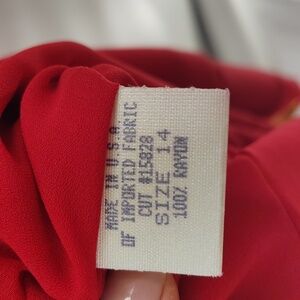 MADE IN U.S.A.
OF IMPORTED FABRIC
CUT #15828
SIZE 14
100% RAYON